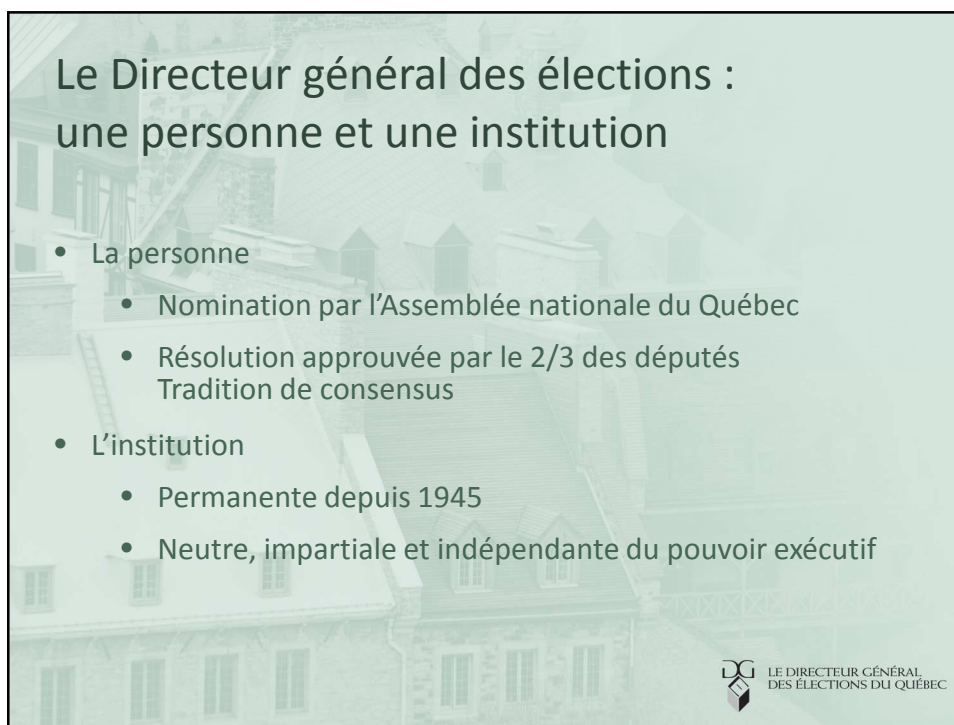 Le Directeur général des élections :
une personne et une institution
• La personne
• Nomination par l'Assemblée nationale du Québec
• Résolution approuvée par le 2/3 des députés
Tradition de consensus
• L'institution
• Permanente depuis 1945
• Neutre, impartiale et indépendante du pouvoir exécutif
DG
LE DIRECTEUR GÉNÉRAL
DES ÉLECTIONS DU QUÉBEC